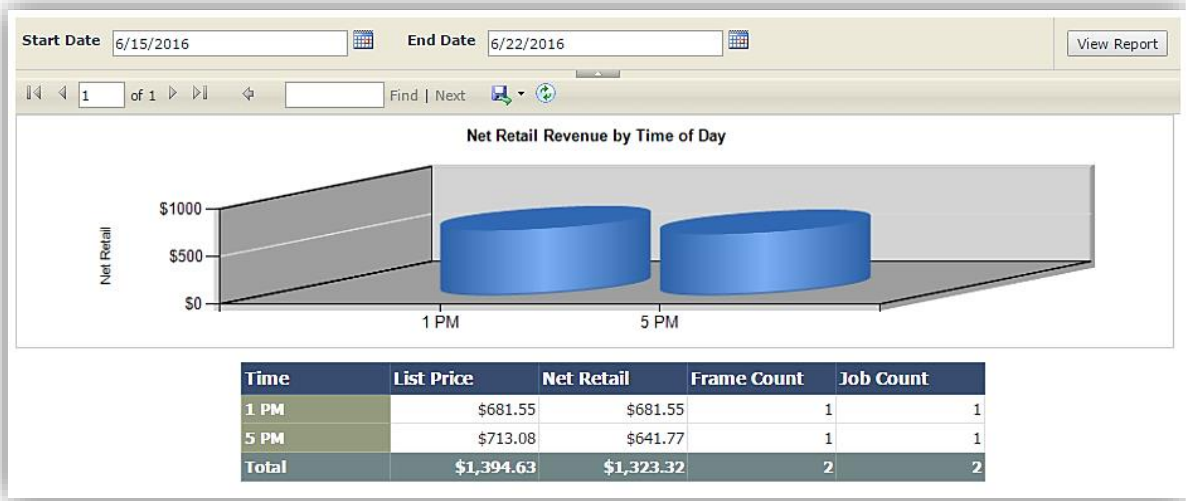 Start Date 6/15/2016 End Date 6/22/2016 View Report
1 of 1 Find | Next
Net Retail Revenue by Time of Day
$1000
$500
$0
Net Retail
1 PM 5 PM
Time List Price Net Retail Frame Count Job Count
1 PM $681.55 $681.55 1 1
5 PM $713.08 $641.77 1 1
Total $1,394.63 $1,323.32 2 2